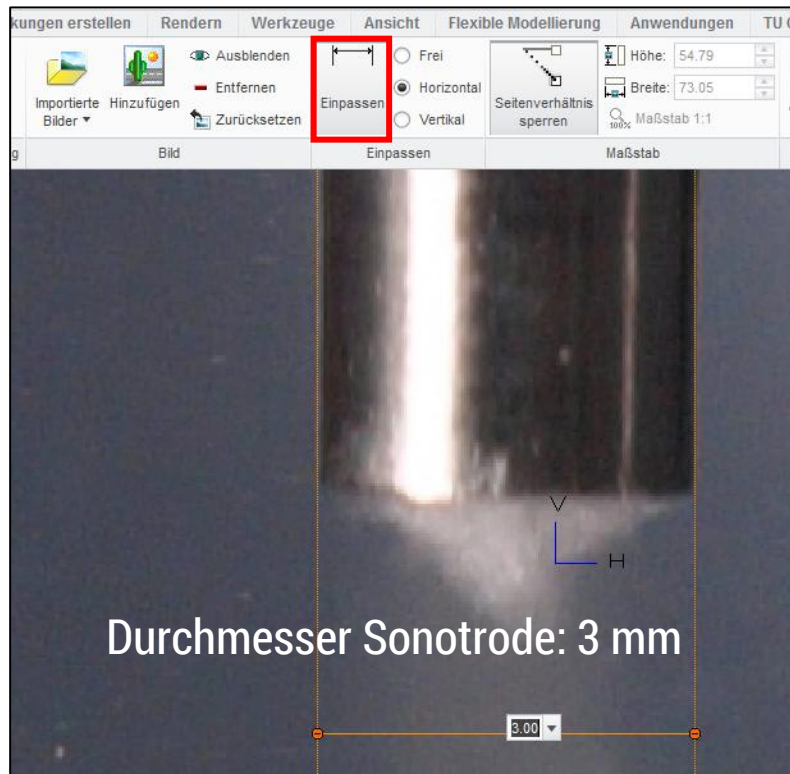 kungen erstellen Rendern Werkzeuge Ansicht Flexible Modellierung Anwendungen TU
Importierte Bilder
Hinzufügen
Ausblenden
Entfernen
Zurücksetzen
Einpassen
Frei
Horizontal
Vertikal
Seitenverhältnis
sperren
Höhe: 54.79
Breite: 73.05
100% Maßstab 1:1
g Bild Einpassen Maßstab
V
H
Durchmesser Sonotrode: 3 mm
3.00